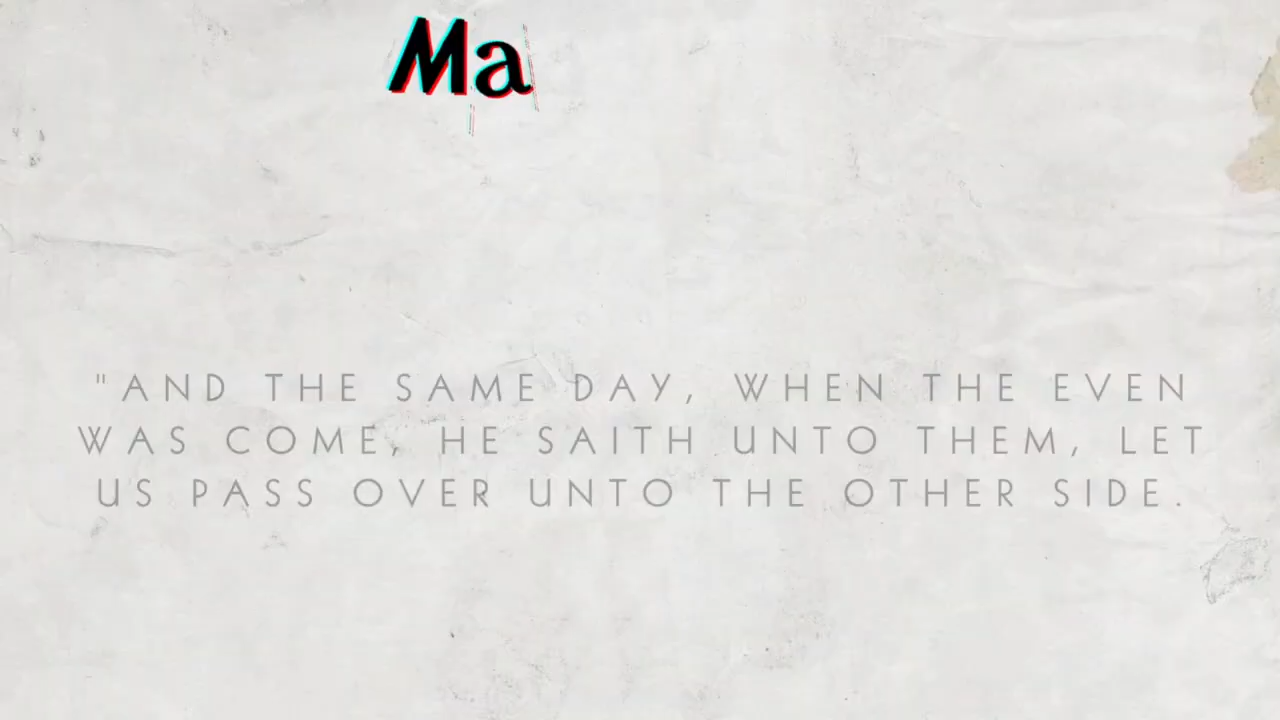 Ma
"AND THE SAME DAY, WHEN THE EVEN
WAS COME, HE SAITH UNTO THEM, LET
US PASS OVER UNTO THE OTHER SIDE.